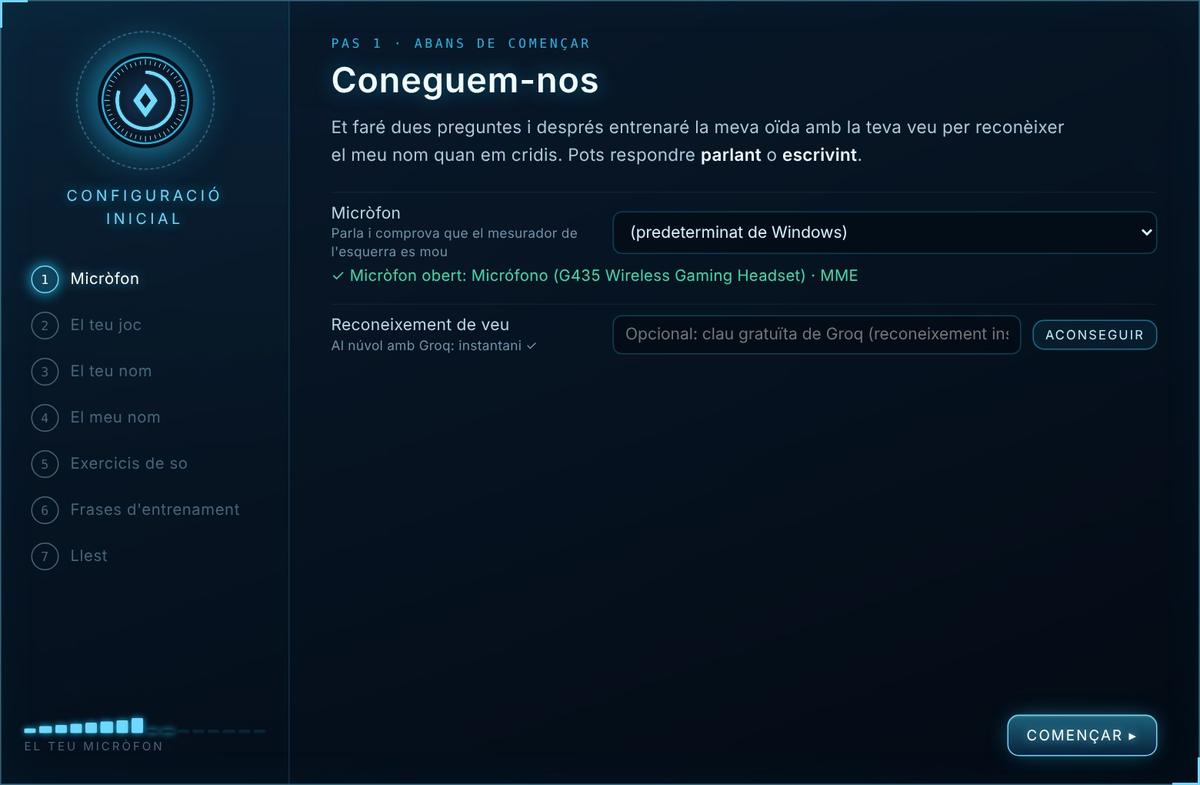 CONFIGURACIÓ
INICIAL
1 Micròfon
2 El teu joc
3 El teu nom
4 El meu nom
5 Exercicis de so
6 Frases d'entrenament
7 Llest
EL TEU MICRÒFON
PAS 1 · ABANS DE COMENÇAR
Coneguem-nos
Et faré dues preguntes i després entrenaré la meva oïda amb la teva veu per reconèixer
el meu nom quan em cridis. Pots respondre parlant o escrivint.
Micròfon
Parla i comprova que el mesurador de
l'esquerra es mou
(predeterminat de Windows)
✓ Micròfon obert: Micrófono (G435 Wireless Gaming Headset) · MME
Reconeixement de veu
Al núvol amb Groq: instantani ✓
Opcional: clau gratuïta de Groq (reconeixement ins
ACONSEGUIR
COMENÇAR ▸